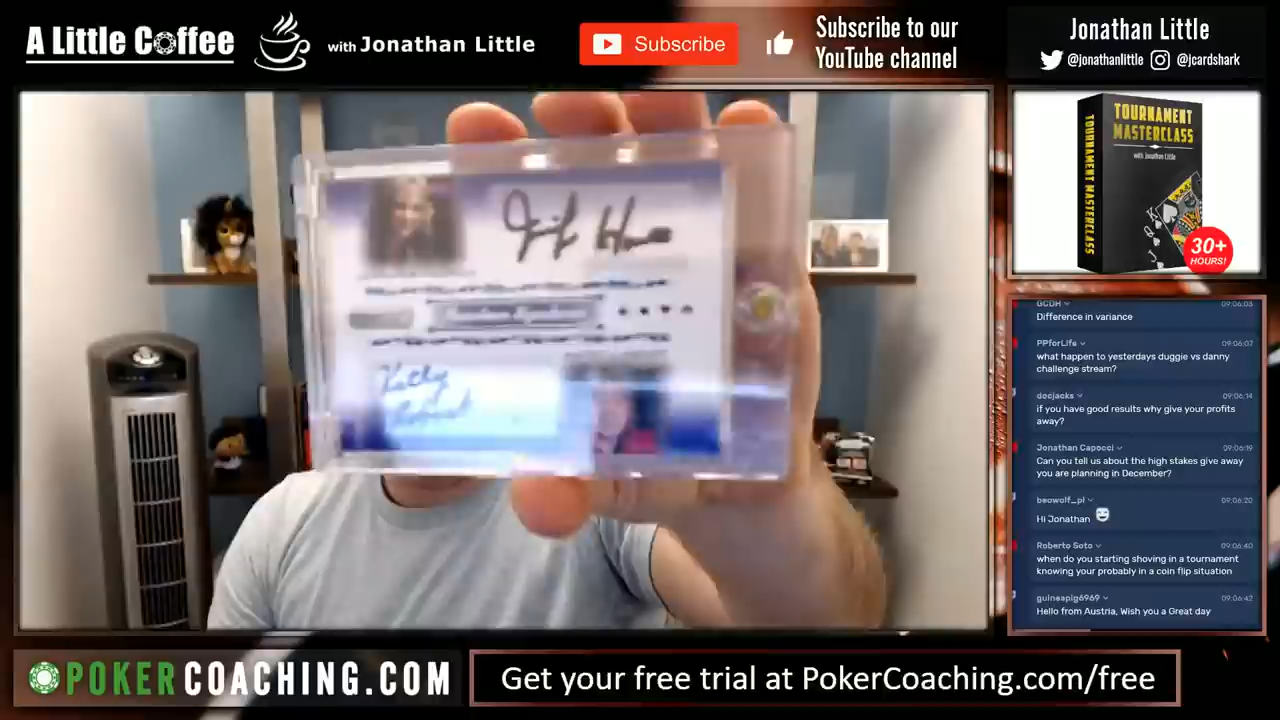 A Little Coffee
with Jonathan Little
Subscribe
Subscribe to our
YouTube channel
Jonathan Little
@jonathanlittle
@jcardshark
TOURNAMENT MASTERCLASS
TOURNAMENT
MASTERCLASS
with Jonathan Little
K
Q
J
30+
HOURS!
Kathy
GCDH 09:06:03
Difference in variance
PPforLife 09:06:07
what happen to yesterdays duggie vs danny
challenge stream?
docjacks 09:06:14
if you have good results why give your profits
away?
Jonathan Capocci 09:06:19
Can you tell us about the high stakes give away
you are planning in December?
beowolf_pl 09:06:20
Hi Jonathan
Roberto Soto 09:06:40
when do you starting shoving in a tournament
knowing your probably in a coin flip situation
guineapig6969 09:06:42
Hello from Austria, Wish you a Great day
POKERCOACHING.COM
Get your free trial at PokerCoaching.com/free